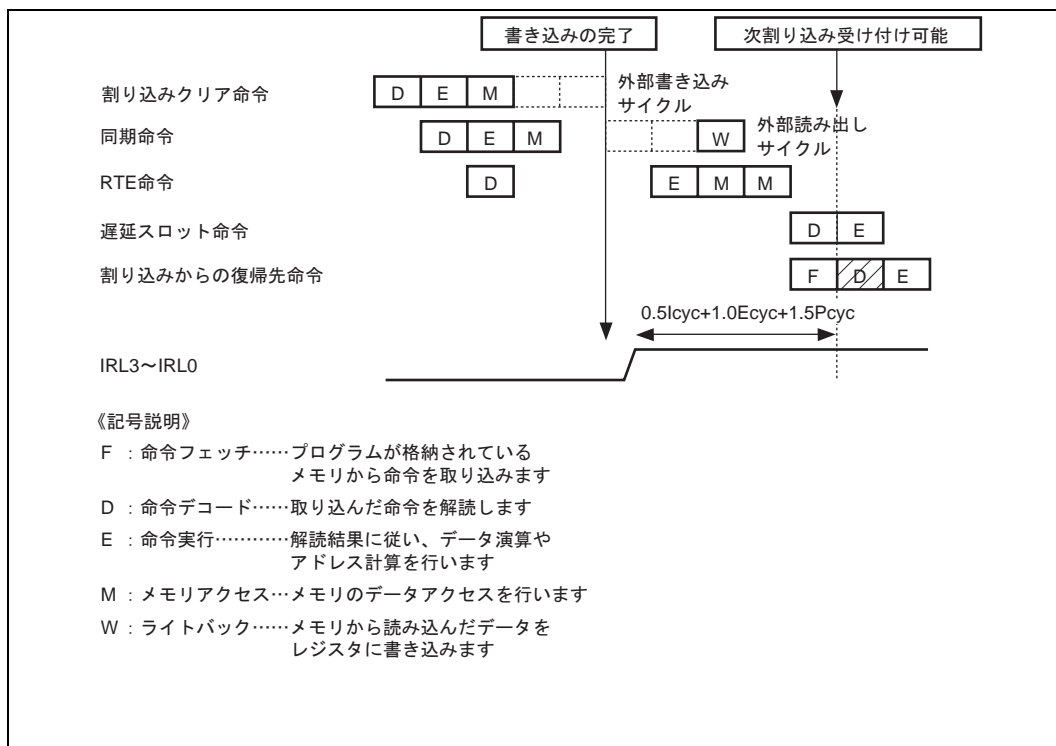 書き込みの完了
次割り込み受け付け可能
割り込みクリア命令
D E M
外部書き込み
サイクル
同期命令
D E M
W
外部読み出し
サイクル
RTE命令
D
E M M
遅延スロット命令
D E
割り込みからの復帰先命令
F D E
0.5Icyc+1.0Ecyc+1.5Pcyc
IRL3～IRL0
《記号説明》
F ：命令フェッチ……プログラムが格納されている
メモリから命令を取り込みます
D ：命令デコード……取り込んだ命令を解読します
E ：命令実行…………解読結果に従い、データ演算や
アドレス計算を行います
M ：メモリアクセス…メモリのデータアクセスを行います
W ：ライトバック……メモリから読み込んだデータを
レジスタに書き込みます